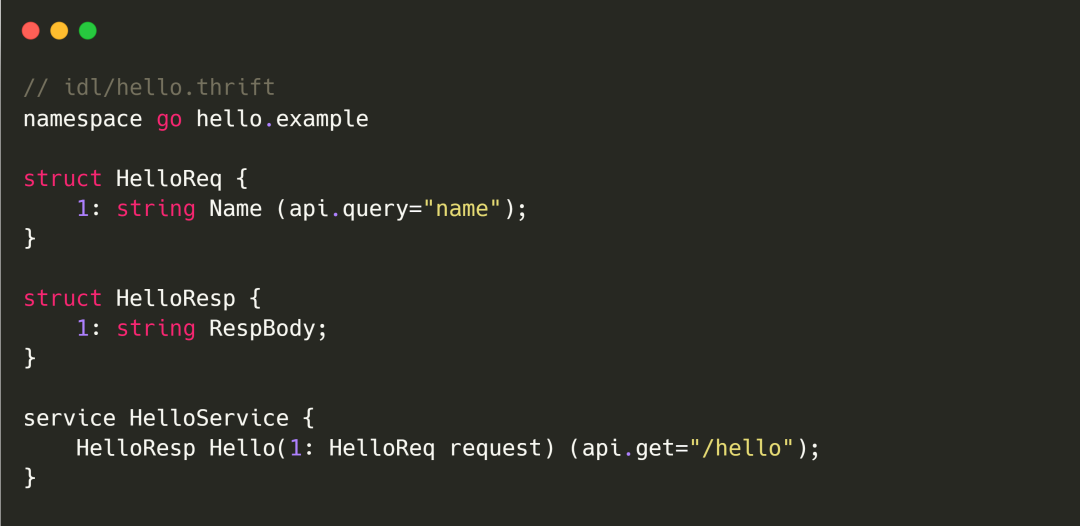 // idl/hello.thrift
namespace go hello.example
struct HelloReq {
    1: string Name (api.query="name");
}
struct HelloResp {
    1: string RespBody;
}
service HelloService {
    HelloResp Hello(1: HelloReq request) (api.get="/hello");
}